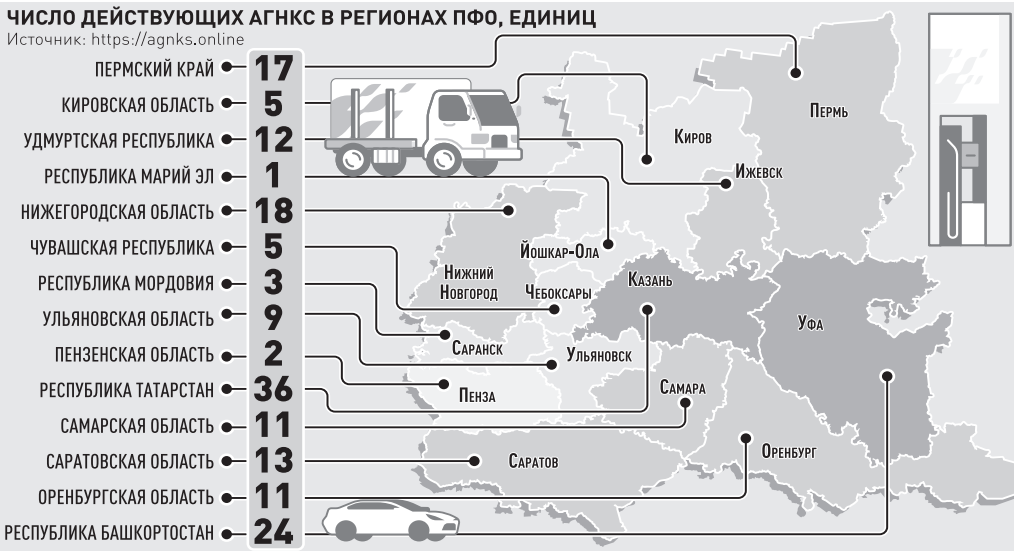 ЧИСЛО ДЕЙСТВУЮЩИХ АГНКС В РЕГИОНАХ ПФО, ЕДИНИЦ
Источник: https://agnks.online
ПЕРМСКИЙ КРАЙ 17
КИРОВСКАЯ ОБЛАСТЬ 5
УДМУРТСКАЯ РЕСПУБЛИКА 12
РЕСПУБЛИКА МАРИЙ ЭЛ 1
НИЖЕГОРОДСКАЯ ОБЛАСТЬ 18
ЧУВАШСКАЯ РЕСПУБЛИКА 5
РЕСПУБЛИКА МОРДОВИЯ 3
УЛЬЯНОВСКАЯ ОБЛАСТЬ 9
ПЕНЗЕНСКАЯ ОБЛАСТЬ 2
РЕСПУБЛИКА ТАТАРСТАН 36
САМАРСКАЯ ОБЛАСТЬ 11
САРАТОВСКАЯ ОБЛАСТЬ 13
ОРЕНБУРГСКАЯ ОБЛАСТЬ 11
РЕСПУБЛИКА БАШКОРТОСТАН 24
ПЕРМЬ
КИРОВ
ИЖЕВСК
ЙОШКАР-ОЛА
НИЖНИЙ
НОВГОРОД
КАЗАНЬ
ЧЕБОКСАРЫ
УФА
САРАНСК
УЛЬЯНОВСК
САМАРА
ПЕНЗА
ОРЕНБУРГ
САРАТОВ